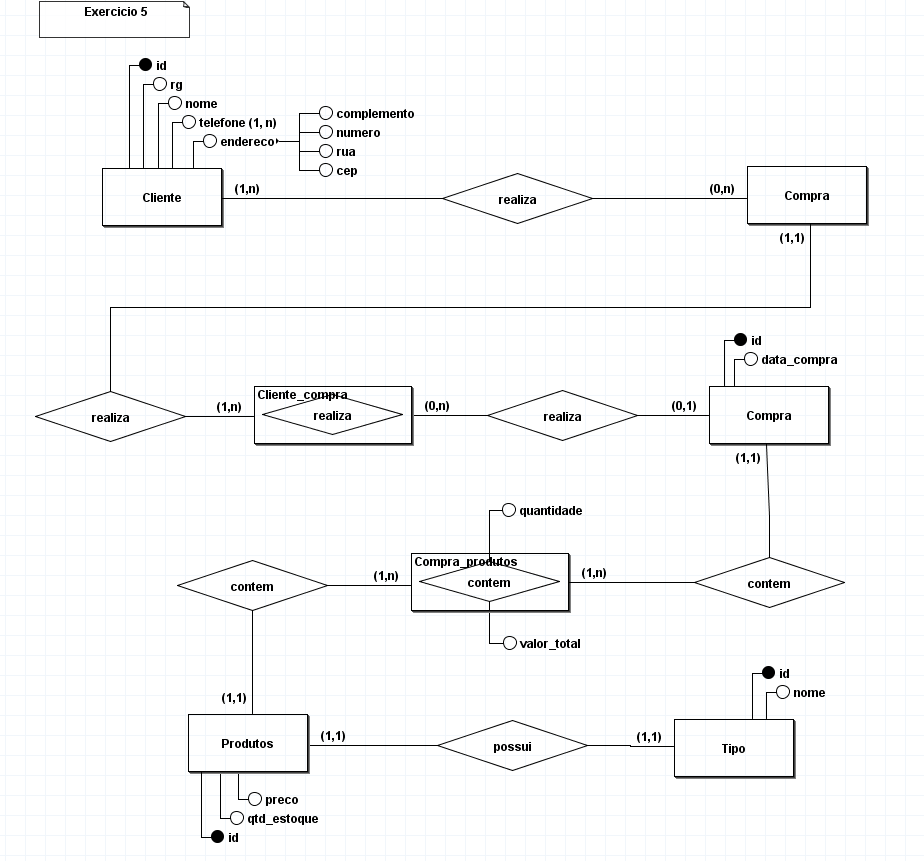 Exercicio 5
id
rg
nome
telefone (1, n)
endereco
complemento
numero
rua
cep
Cliente
(1,n)
realiza
(0,n)
Compra
(1,1)
id
data_compra
realiza
(1,n)
Cliente_compra
realiza
(0,n)
realiza
(0,1)
Compra
(1,1)
quantidade
contem
(1,n)
Compra_produtos
contem
(1,n)
contem
valor_total
(1,1)
id
nome
Produtos
(1,1)
possui
(1,1)
Tipo
preco
qtd_estoque
id